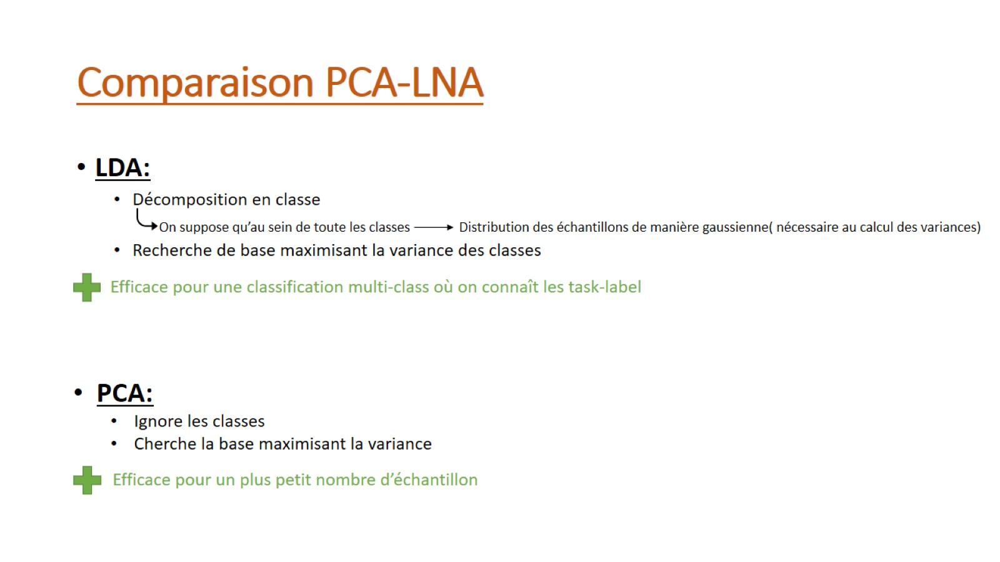 Comparaison PCA-LNA
• LDA:
• Décomposition en classe
On suppose qu’au sein de toute les classes → Distribution des échantillons de manière gaussienne( nécessaire au calcul des variances)
• Recherche de base maximisant la variance des classes
Efficace pour une classification multi-class où on connaît les task-label
• PCA:
• Ignore les classes
• Cherche la base maximisant la variance
Efficace pour un plus petit nombre d’échantillon